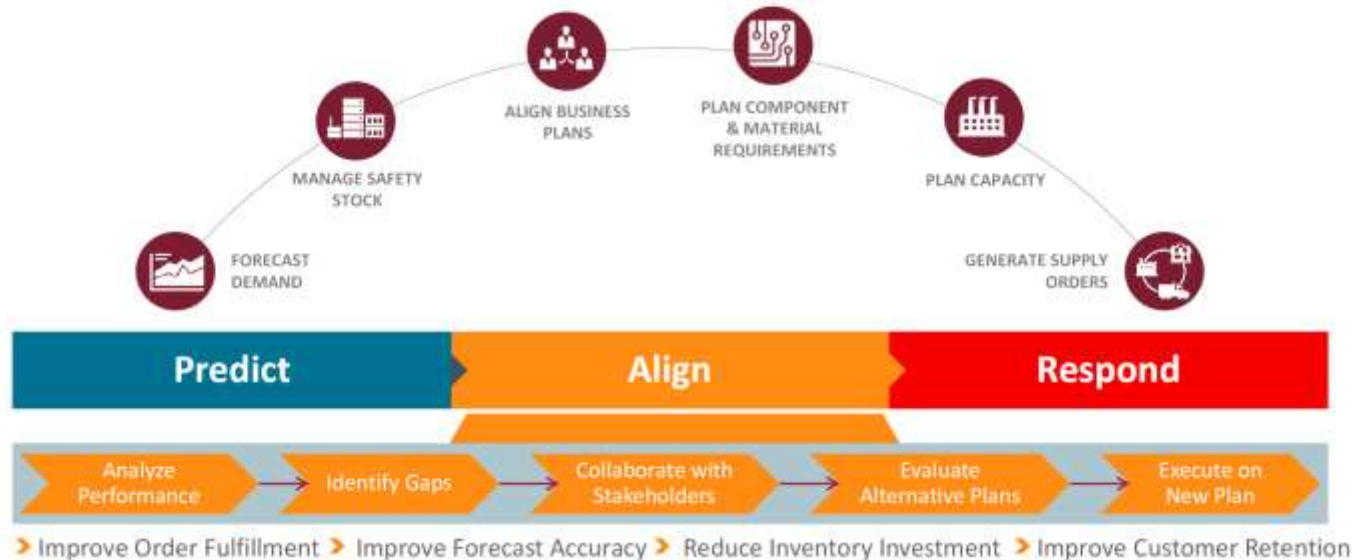 FORECAST
DEMAND
MANAGE SAFETY
STOCK
ALIGN BUSINESS
PLANS
PLAN COMPONENT
& MATERIAL
REQUIREMENTS
PLAN CAPACITY
GENERATE SUPPLY
ORDERS
Predict
Align
Respond
Analyze
Performance
Identify Gaps
Collaborate with
Stakeholders
Evaluate
Alternative Plans
Execute on
New Plan
Improve Order Fulfillment Improve Forecast Accuracy Reduce Inventory Investment Improve Customer Retention